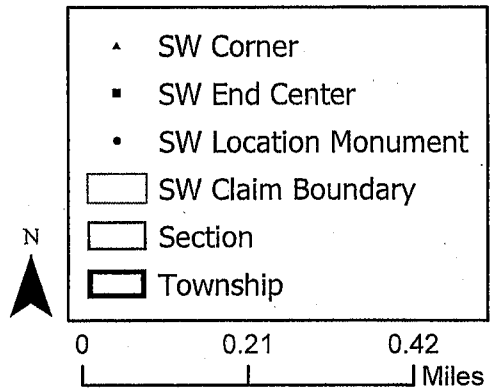 SW Corner
SW End Center
SW Location Monument
SW Claim Boundary
Section
Township
N
0 0.21 0.42
Miles